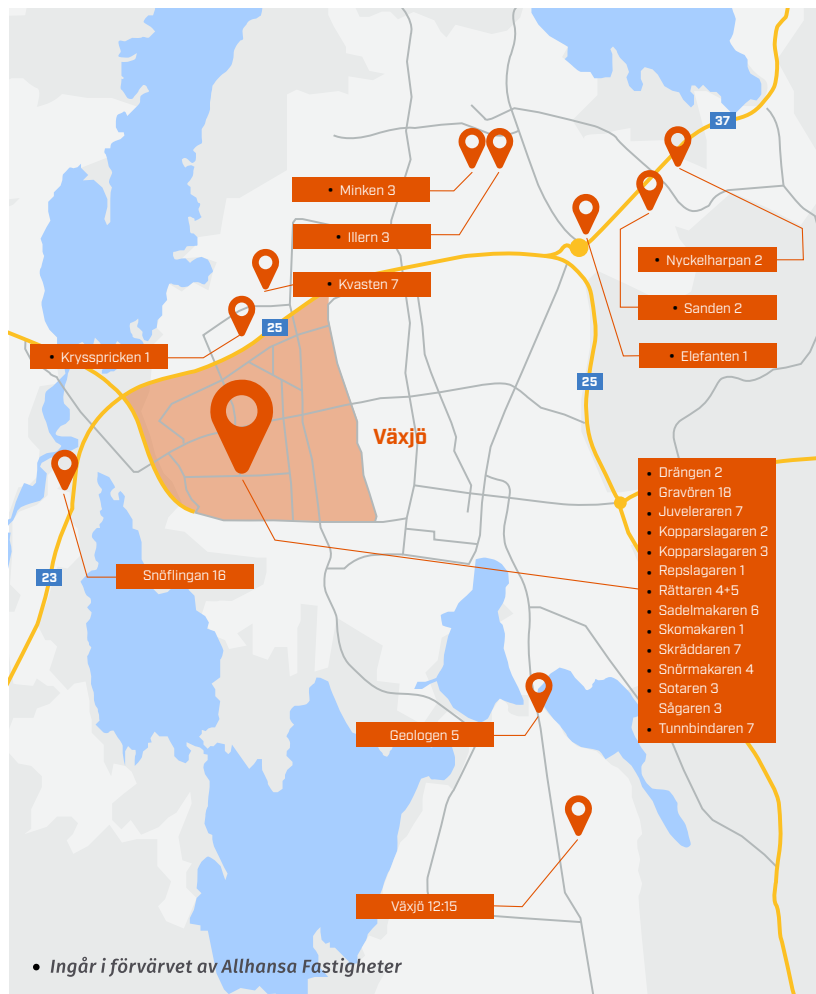 37
• Minken 3
• Illern 3
• Nyckelharpan 2
• Kvasten 7
• Sanden 2
25
• Krysspricken 1
• Elefanten 1
25
Växjö
• Drängen 2
• Gravören 18
• Juveleraren 7
• Kopparslagaren 2
• Kopparslagaren 3
• Repslagaren 1
• Rättaren 4+5
• Sadelmakaren 6
• Skomakaren 1
• Skräddaren 7
• Snörmakaren 4
• Sotaren 3
Sågaren 3
• Tunnbindaren 7
Snöflingan 16
23
Geologen 5
Växjö 12:15
• Ingår i förvärvet av Allhansa Fastigheter